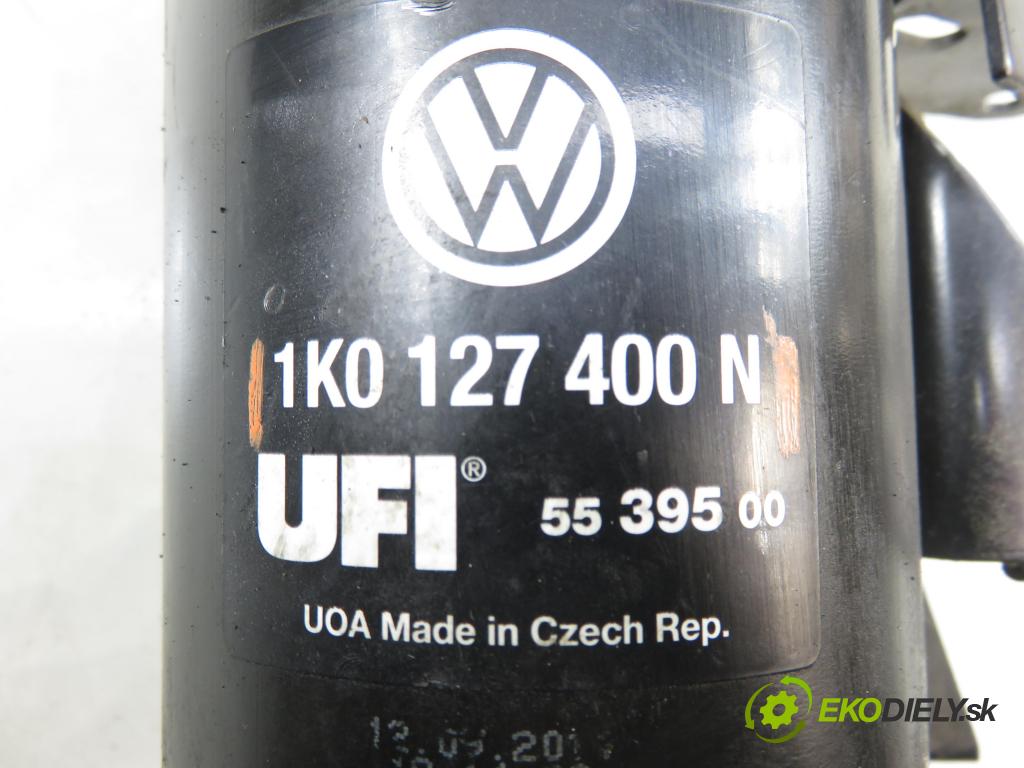 1K0 127 400 N
UFI®
55 395 00
UOA Made in Czech Rep.
EKODIELY.sk